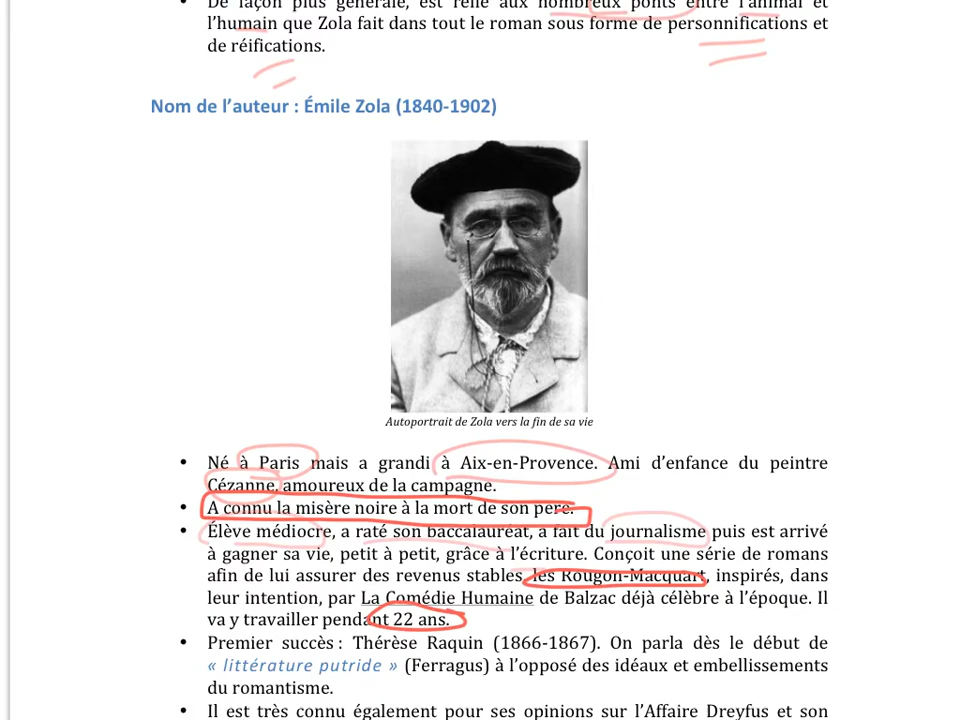 De façon plus générale, est relié aux nombreux ponts entre l'animal et
l'humain que Zola fait dans tout le roman sous forme de personnifications et
de réifications.
Nom de l'auteur : Émile Zola (1840-1902)
Autoportrait de Zola vers la fin de sa vie
Né à Paris mais a grandi à Aix-en-Provence. Ami d'enfance du peintre
Cézanne, amoureux de la campagne.
A connu la misère noire à la mort de son père.
Élève médiocre, a raté son baccalauréat, a fait du journalisme puis est arrivé
à gagner sa vie, petit à petit, grâce à l'écriture. Conçoit une série de romans
afin de lui assurer des revenus stables, les Rougon-Macquart, inspirés, dans
leur intention, par La Comédie Humaine de Balzac déjà célèbre à l'époque. Il
va y travailler pendant 22 ans.
Premier succès : Thérèse Raquin (1866-1867). On parla dès le début de
« littérature putride » (Ferragus) à l'opposé des idéaux et embellissements
du romantisme.
Il est très connu également pour ses opinions sur l'Affaire Dreyfus et son